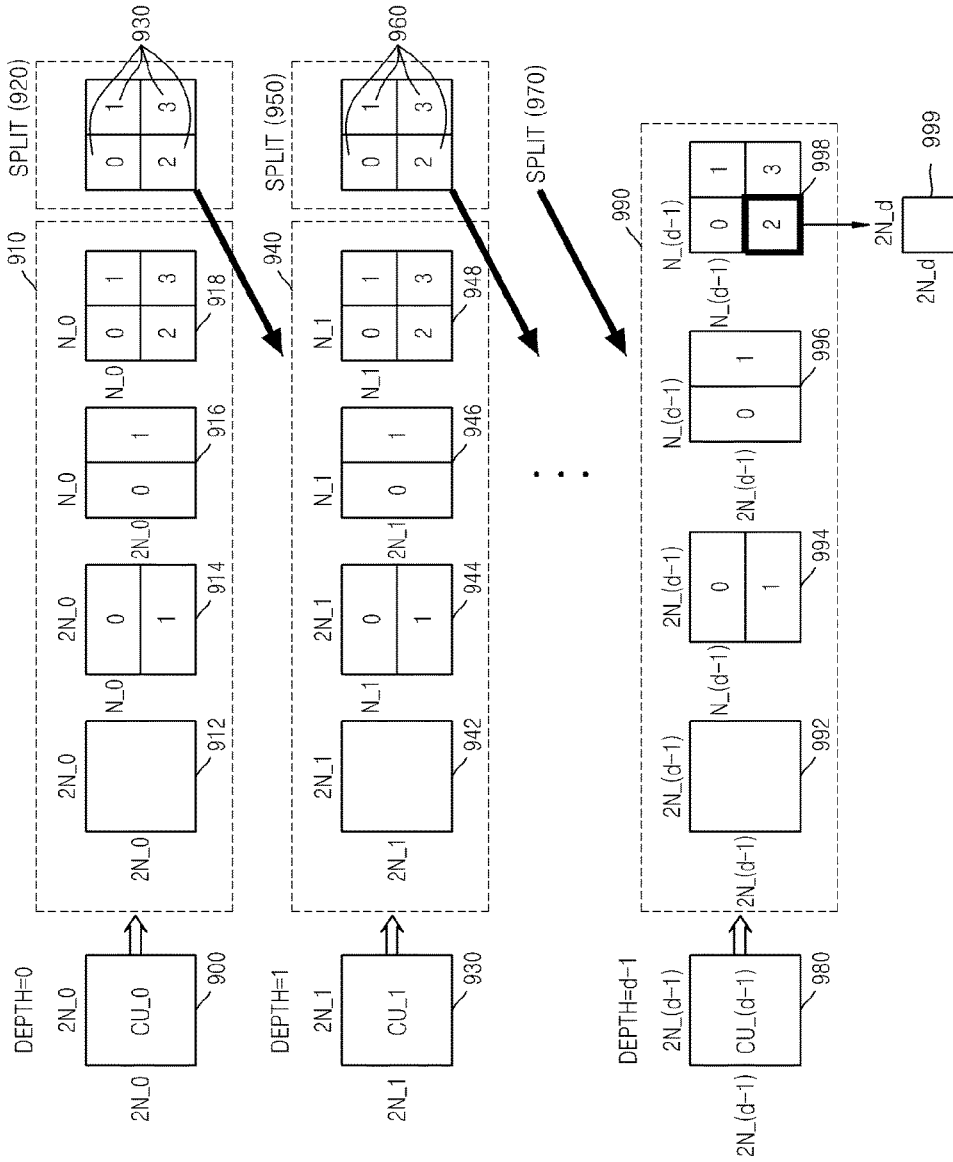 DEPTH=0
2N_0
2N_0
CU_0
900
910
2N_0
2N_0
912
2N_0
N_0
0
1
914
N_0
2N_0
0
1
916
N_0
N_0
0
1
2
3
918
SPLIT (920)
0
1
2
3
930
DEPTH=1
2N_1
2N_1
CU_1
930
940
2N_1
2N_1
942
2N_1
N_1
0
1
944
N_1
2N_1
0
1
946
N_1
N_1
0
1
2
3
948
SPLIT (950)
0
1
2
3
960
SPLIT (970)
DEPTH=d-1
2N_(d-1)
2N_(d-1)
CU_(d-1)
980
990
2N_(d-1)
2N_(d-1)
992
2N_(d-1)
N_(d-1)
0
1
994
N_(d-1)
2N_(d-1)
0
1
996
N_(d-1)
N_(d-1)
0
1
2
3
998
2N_d
2N_d
999